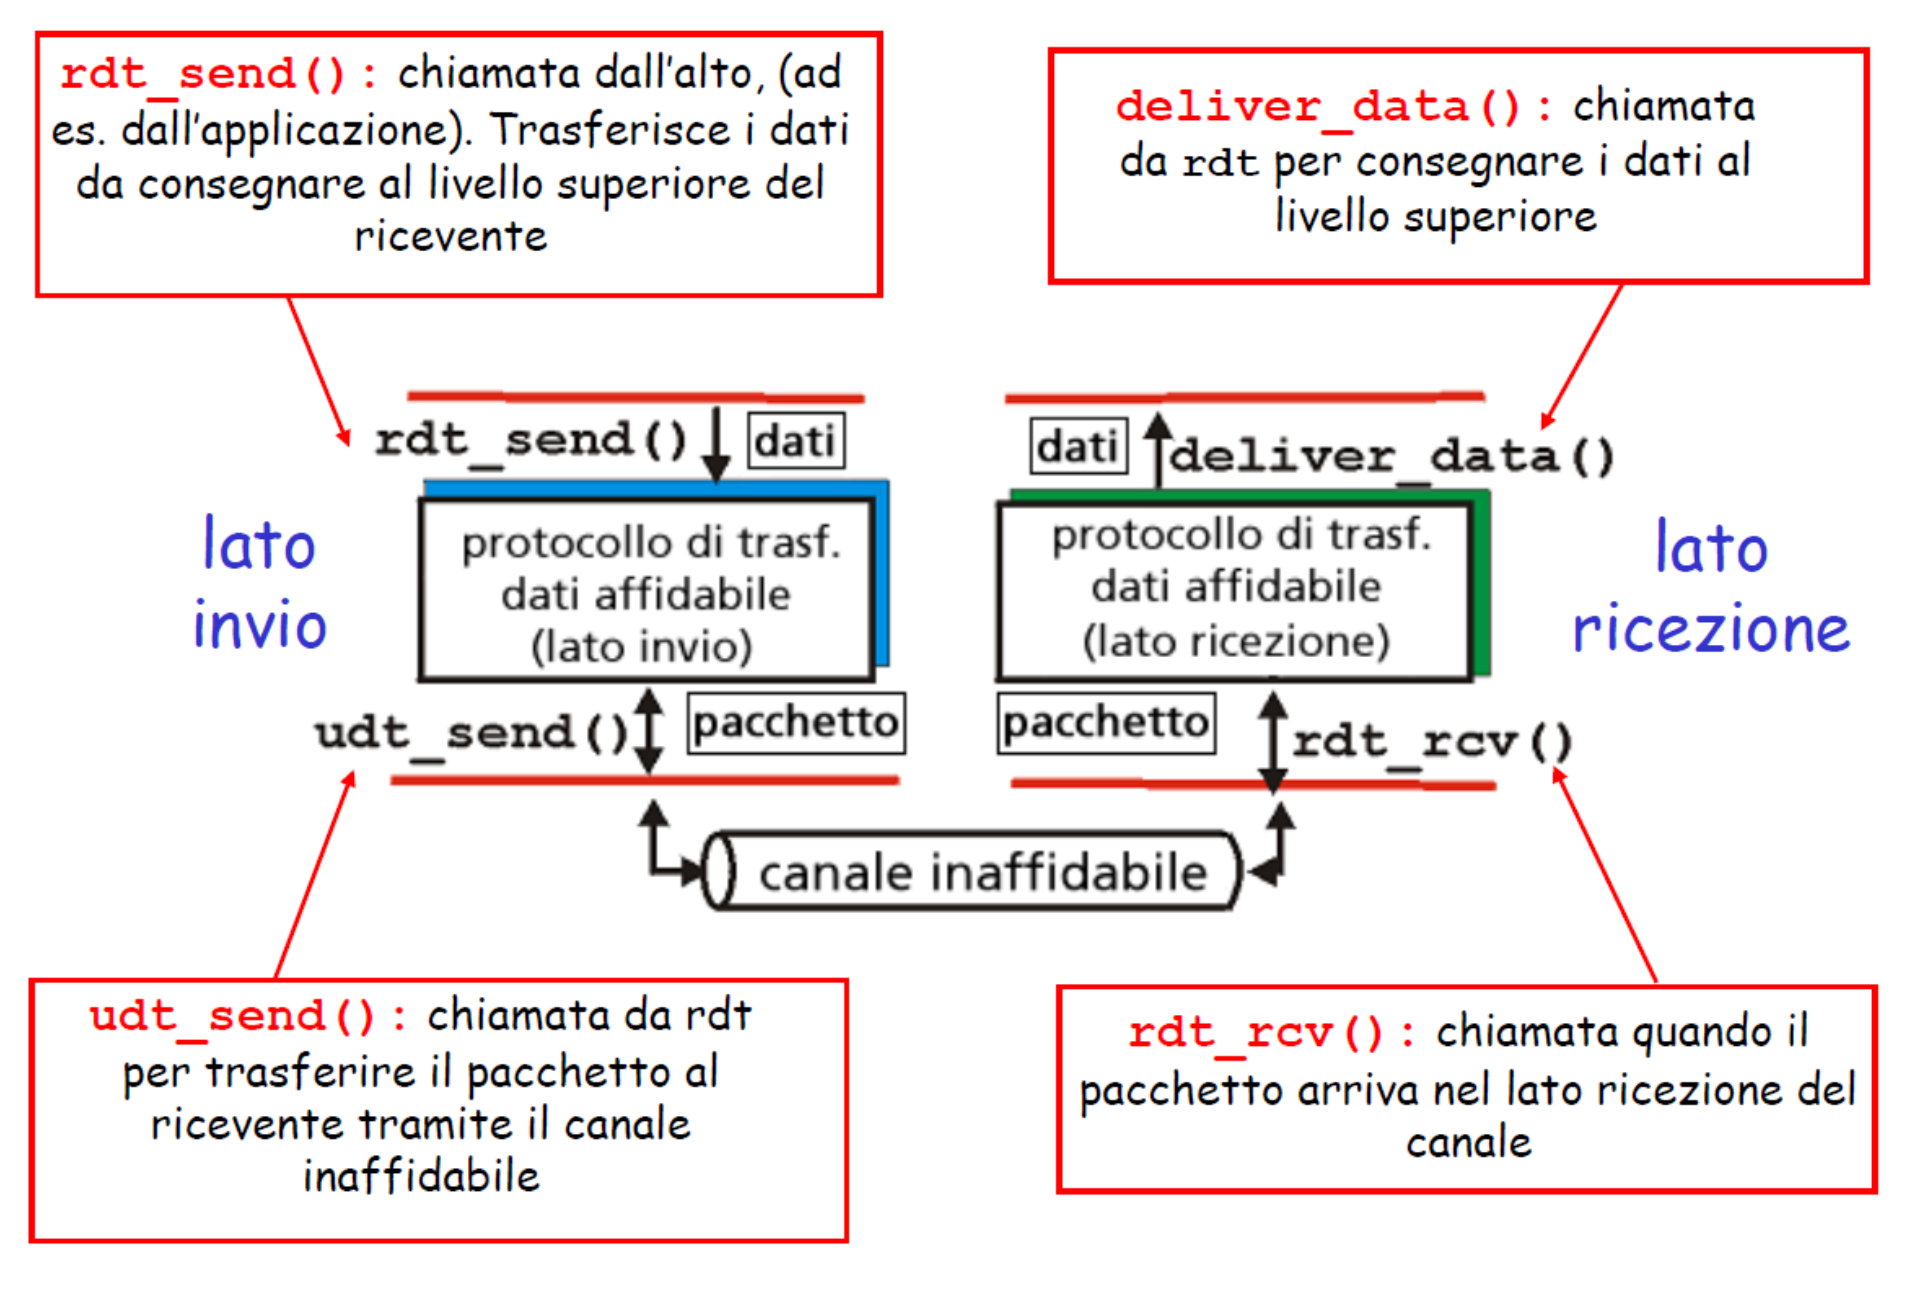 rdt_send(): chiamata dall'alto, (ad
es. dall'applicazione). Trasferisce i dati
da consegnare al livello superiore del
ricevente
deliver_data(): chiamata
da rdt per consegnare i dati al
livello superiore
rdt_send()
dati
dati
deliver_data()
lato
invio
protocollo di trasf.
dati affidabile
(lato invio)
protocollo di trasf.
dati affidabile
(lato ricezione)
lato
ricezione
udt_send()
pacchetto
pacchetto
rdt_rcv()
canale inaffidabile
udt_send(): chiamata da rdt
per trasferire il pacchetto al
ricevente tramite il canale
inaffidabile
rdt_rcv(): chiamata quando il
pacchetto arriva nel lato ricezione del
canale